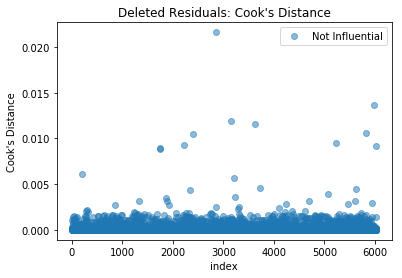 Deleted Residuals: Cook's Distance
Not Influential
0.020
0.015
0.010
0.005
0.000
Cook's Distance
0 1000 2000 3000 4000 5000 6000
index